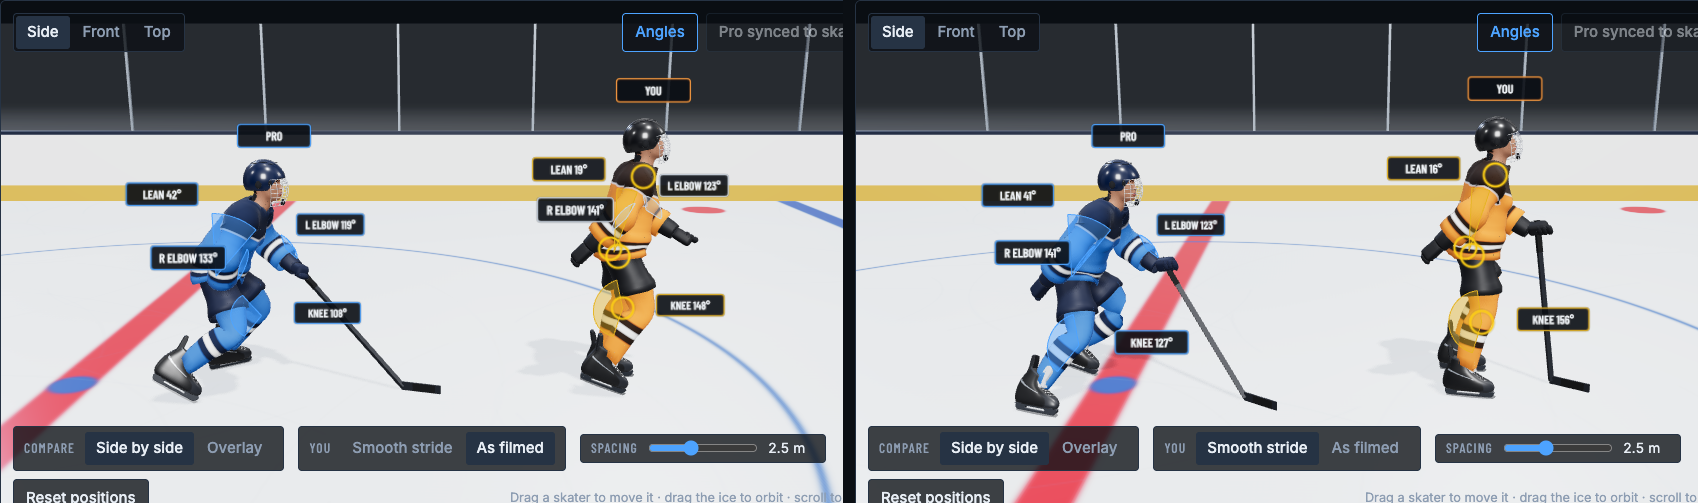 Side Front Top
Angles
Pro synced to ska
YOU
PRO
LEAN 19°
L ELBOW 123°
LEAN 42°
R ELBOW 141°
L ELBOW 119°
R ELBOW 133°
KNEE 148°
KNEE 108°
COMPARE Side by side Overlay
YOU Smooth stride As filmed
SPACING 2.5 m
Reset positions
Drag a skater to move it · drag the ice to orbit · scroll to
Side Front Top
Angles
Pro synced to ska
YOU
PRO
LEAN 16°
LEAN 41°
L ELBOW 123°
R ELBOW 141°
KNEE 156°
KNEE 127°
COMPARE Side by side Overlay
YOU Smooth stride As filmed
SPACING 2.5 m
Reset positions
Drag a skater to move it · drag the ice to orbit · scroll to